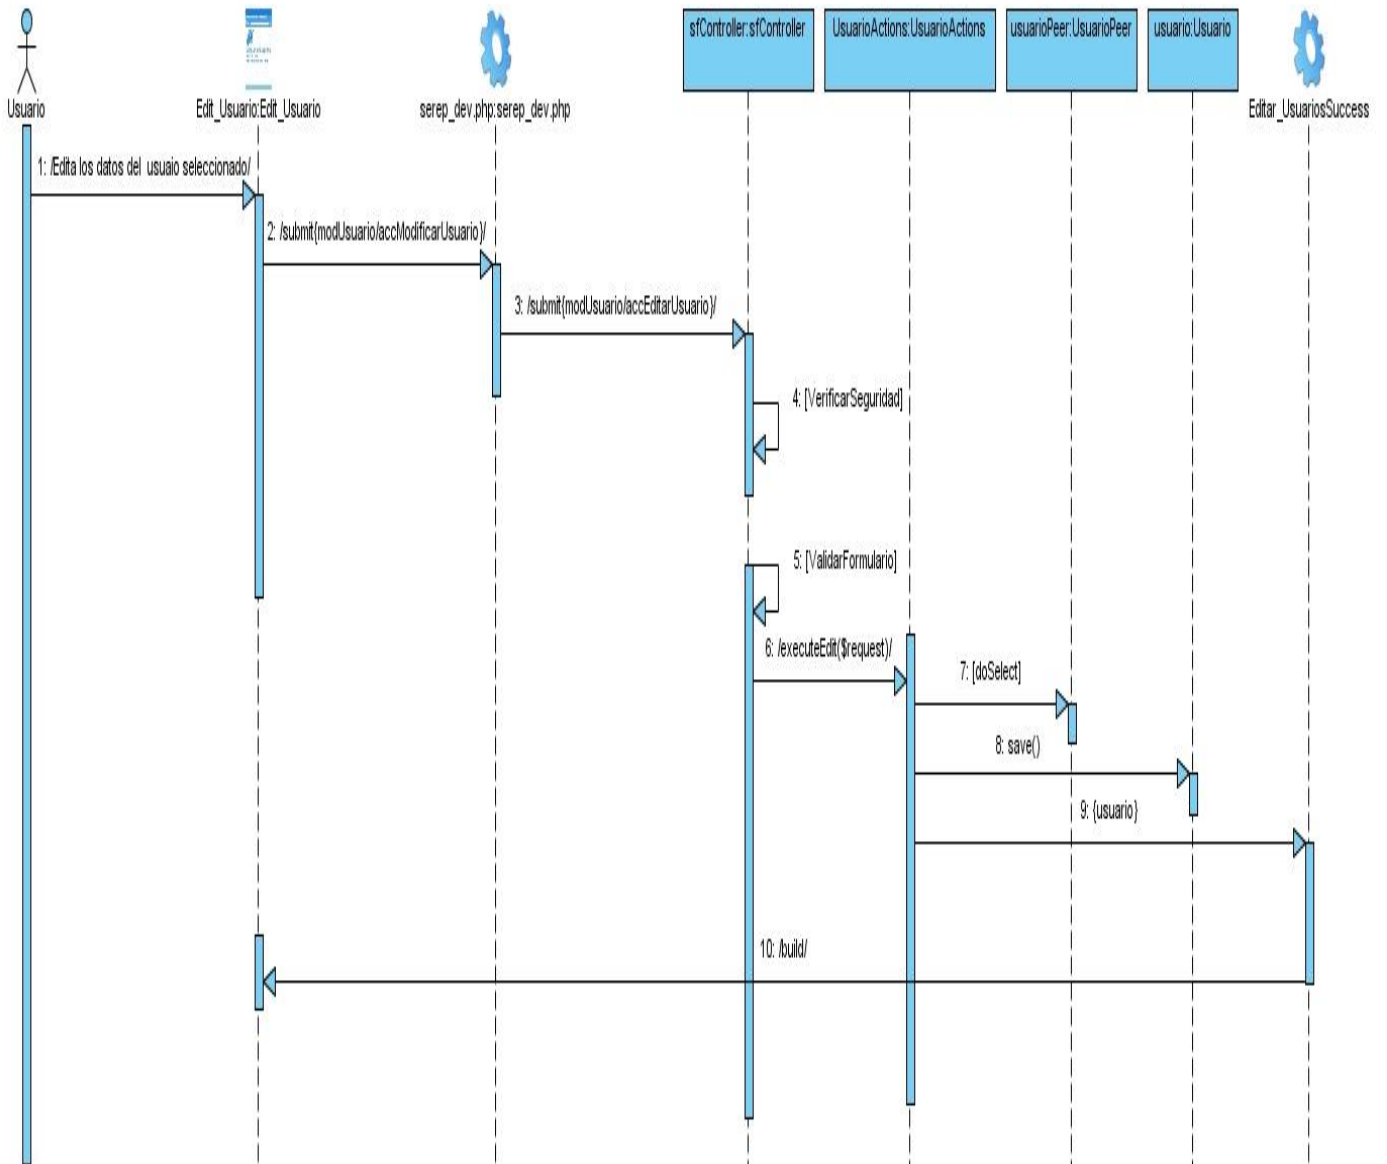 sfController:sfController
UsuarioActions:UsuarioActions
usuarioPeer:UsuarioPeer
usuario:Usuario
Usuario
Edit_Usuario:Edit_Usuario
serep_dev.php:serep_dev.php
Editar_UsuariosSuccess
1: /Edita los datos del usuaio seleccionado/
2: /submit{modUsuario/accModificarUsuario}/
3: /submit{modUsuario/accEditarUsuario}/
4: [VerificarSeguridad]
5: [ValidarFormulario]
6: /executeEdit($request)/
7: [doSelect]
8: save()
9: {usuario}
10: /build/